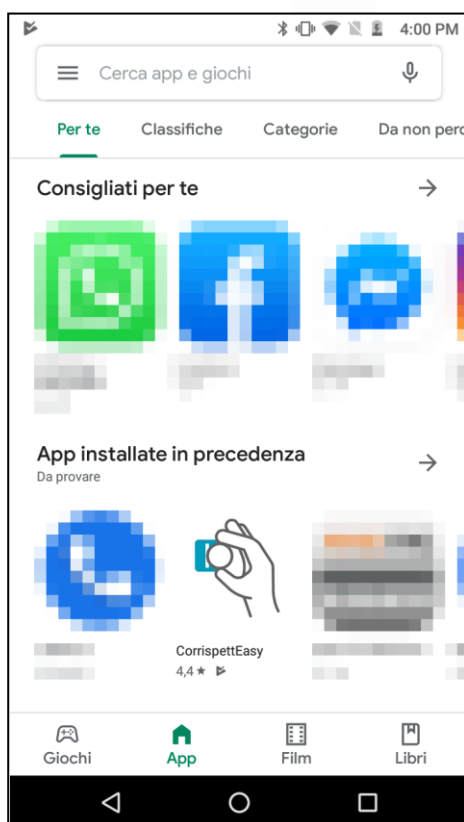 4:00 PM
Cerca app e giochi
Per te Classifiche Categorie Da non perd
Consigliati per te
App installate in precedenza
Da provare
CorrispettEasy
4,4★
Giochi App Film Libri